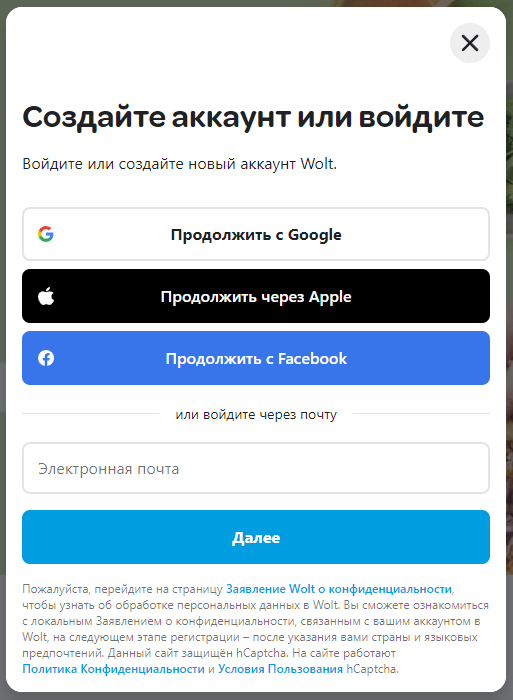 Создайте аккаунт или войдите
Войдите или создайте новый аккаунт Wolt.
Продолжить с Google
Продолжить через Apple
Продолжить с Facebook
или войдите через почту
Электронная почта
Далее
Пожалуйста, перейдите на страницу Заявление Wolt о конфиденциальности,
чтобы узнать об обработке персональных данных в Wolt. Вы сможете ознакомиться
с локальным Заявлением о конфиденциальности, связанным с вашим аккаунтом в
Wolt, на следующем этапе регистрации – после указания вами страны и языковых
предпочтений. Данный сайт защищён hCaptcha. На сайте работают
Политика Конфиденциальности и Условия Пользования hCaptcha.